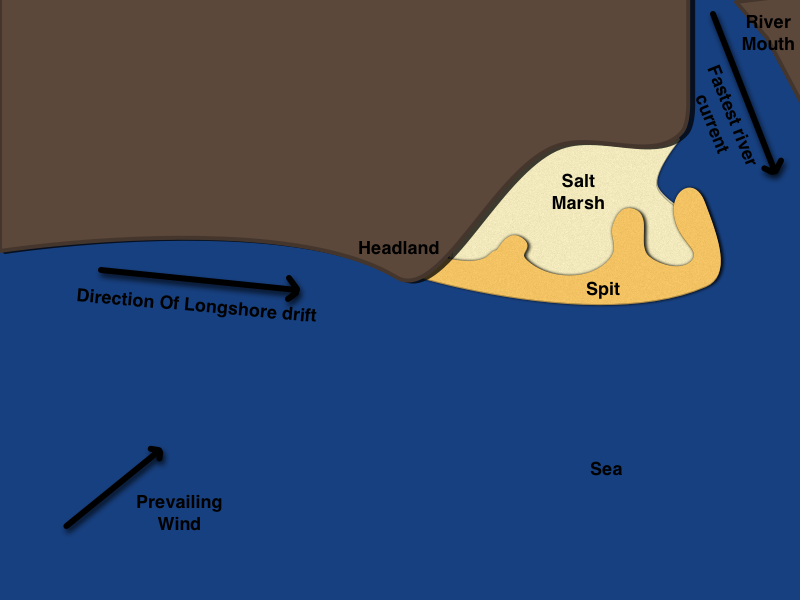 River
Mouth
Fastest river
current
Salt
Marsh
Headland
Spit
Direction Of Longshore drift
Sea
Prevailing
Wind